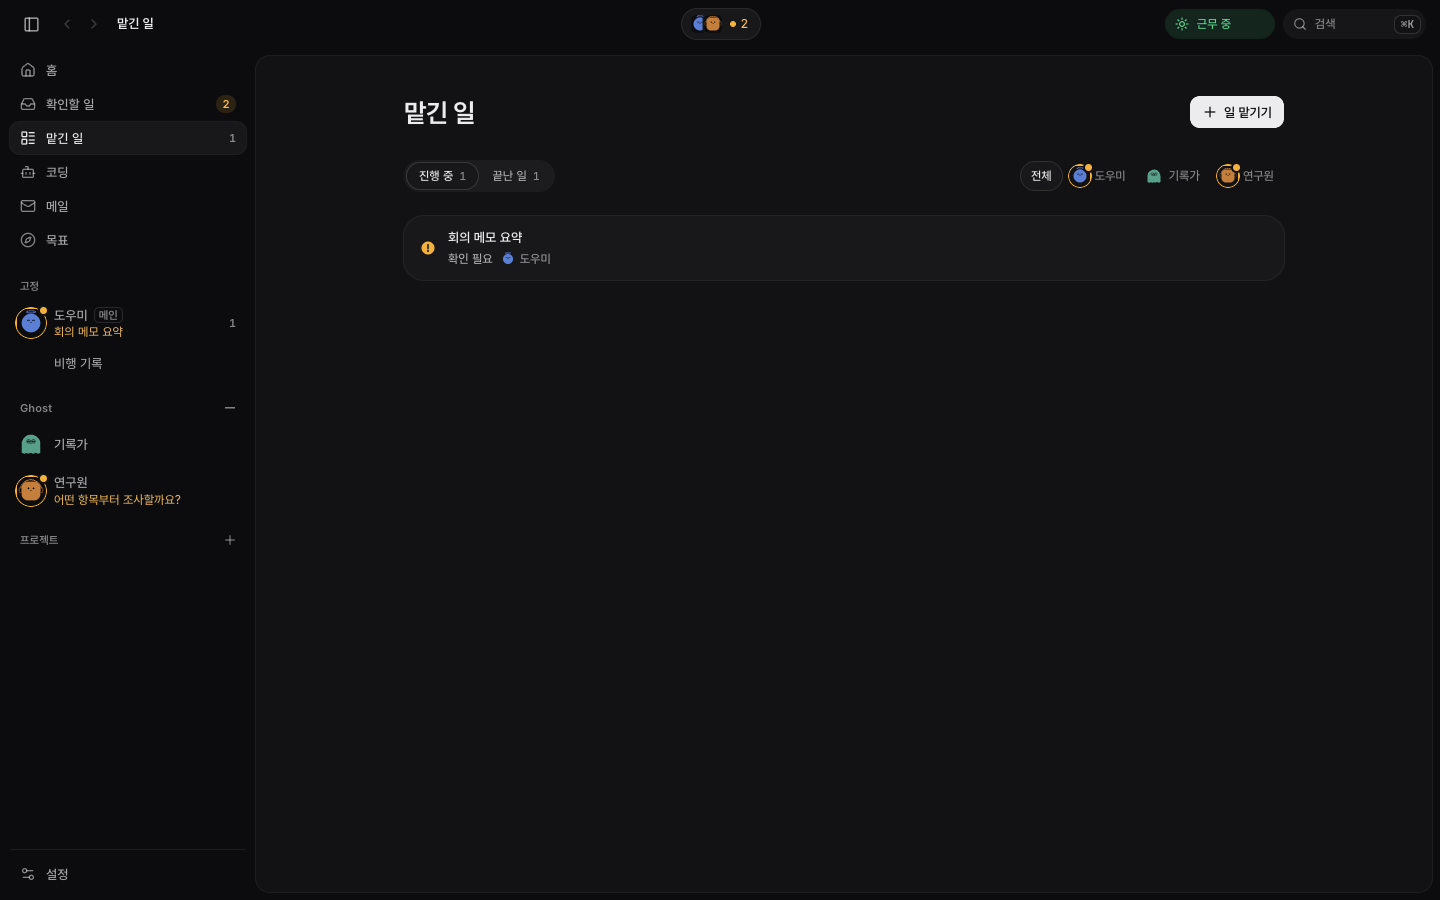 맡긴 일
2
근무 중
검색
⌘K
홈
확인할 일 2
맡긴 일 1
코딩
메일
목표
고정
도우미 메인
회의 메모 요약
1
비행 기록
Ghost
기록가
연구원
어떤 항목부터 조사할까요?
프로젝트
설정
맡긴 일
일 맡기기
진행 중 1 끝난 일 1
전체 도우미 기록가 연구원
회의 메모 요약
확인 필요 도우미